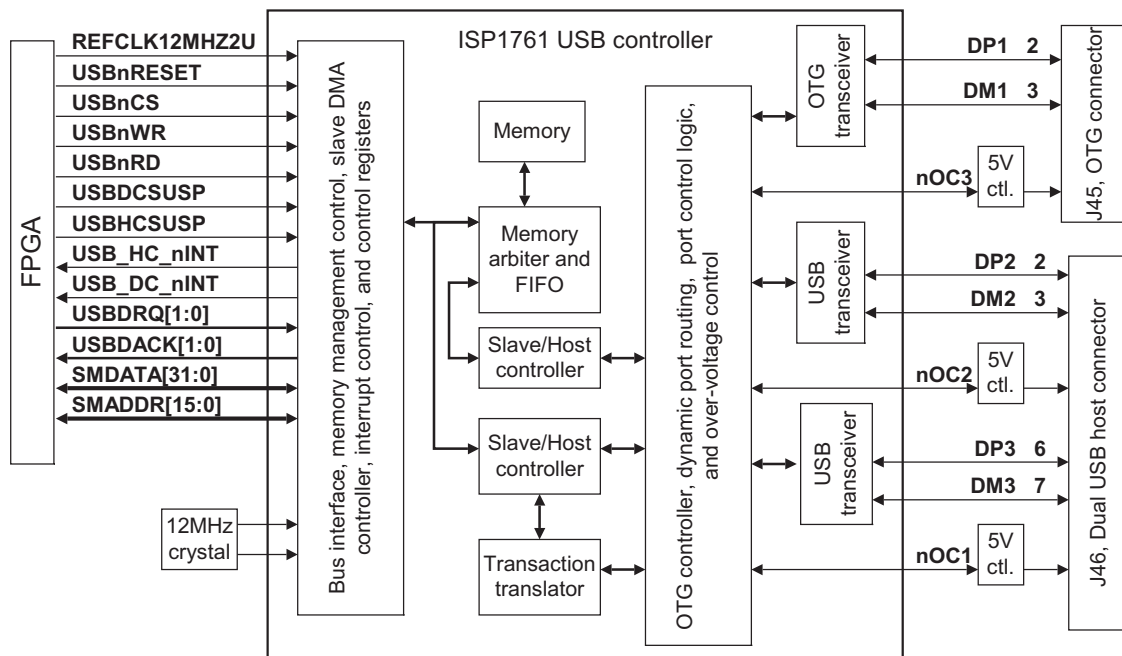 ISP1761 USB controller
FPGA
REFCLK12MHZ2U
USBnRESET
USBnCS
USBnWR
USBnRD
USBDCSUSP
USBHCSUSP
USB_HC_nINT
USB_DC_nINT
USBDRQ[1:0]
USBDACK[1:0]
SMDATA[31:0]
SMADDR[15:0]
12MHz
crystal
Bus interface, memory management control, slave DMA
controller, interrupt control, and control registers
Memory
Memory
arbiter and
FIFO
Slave/Host
controller
Slave/Host
controller
Transaction
translator
OTG controller, dynamic port routing, port control logic,
and over-voltage control
OTG
transceiver
USB
transceiver
USB
transceiver
DP1 2
DM1 3
nOC3
5V
ctl.
J45, OTG connector
DP2 2
DM2 3
nOC2
5V
ctl.
DP3 6
DM3 7
nOC1
5V
ctl.
J46, Dual USB host connector